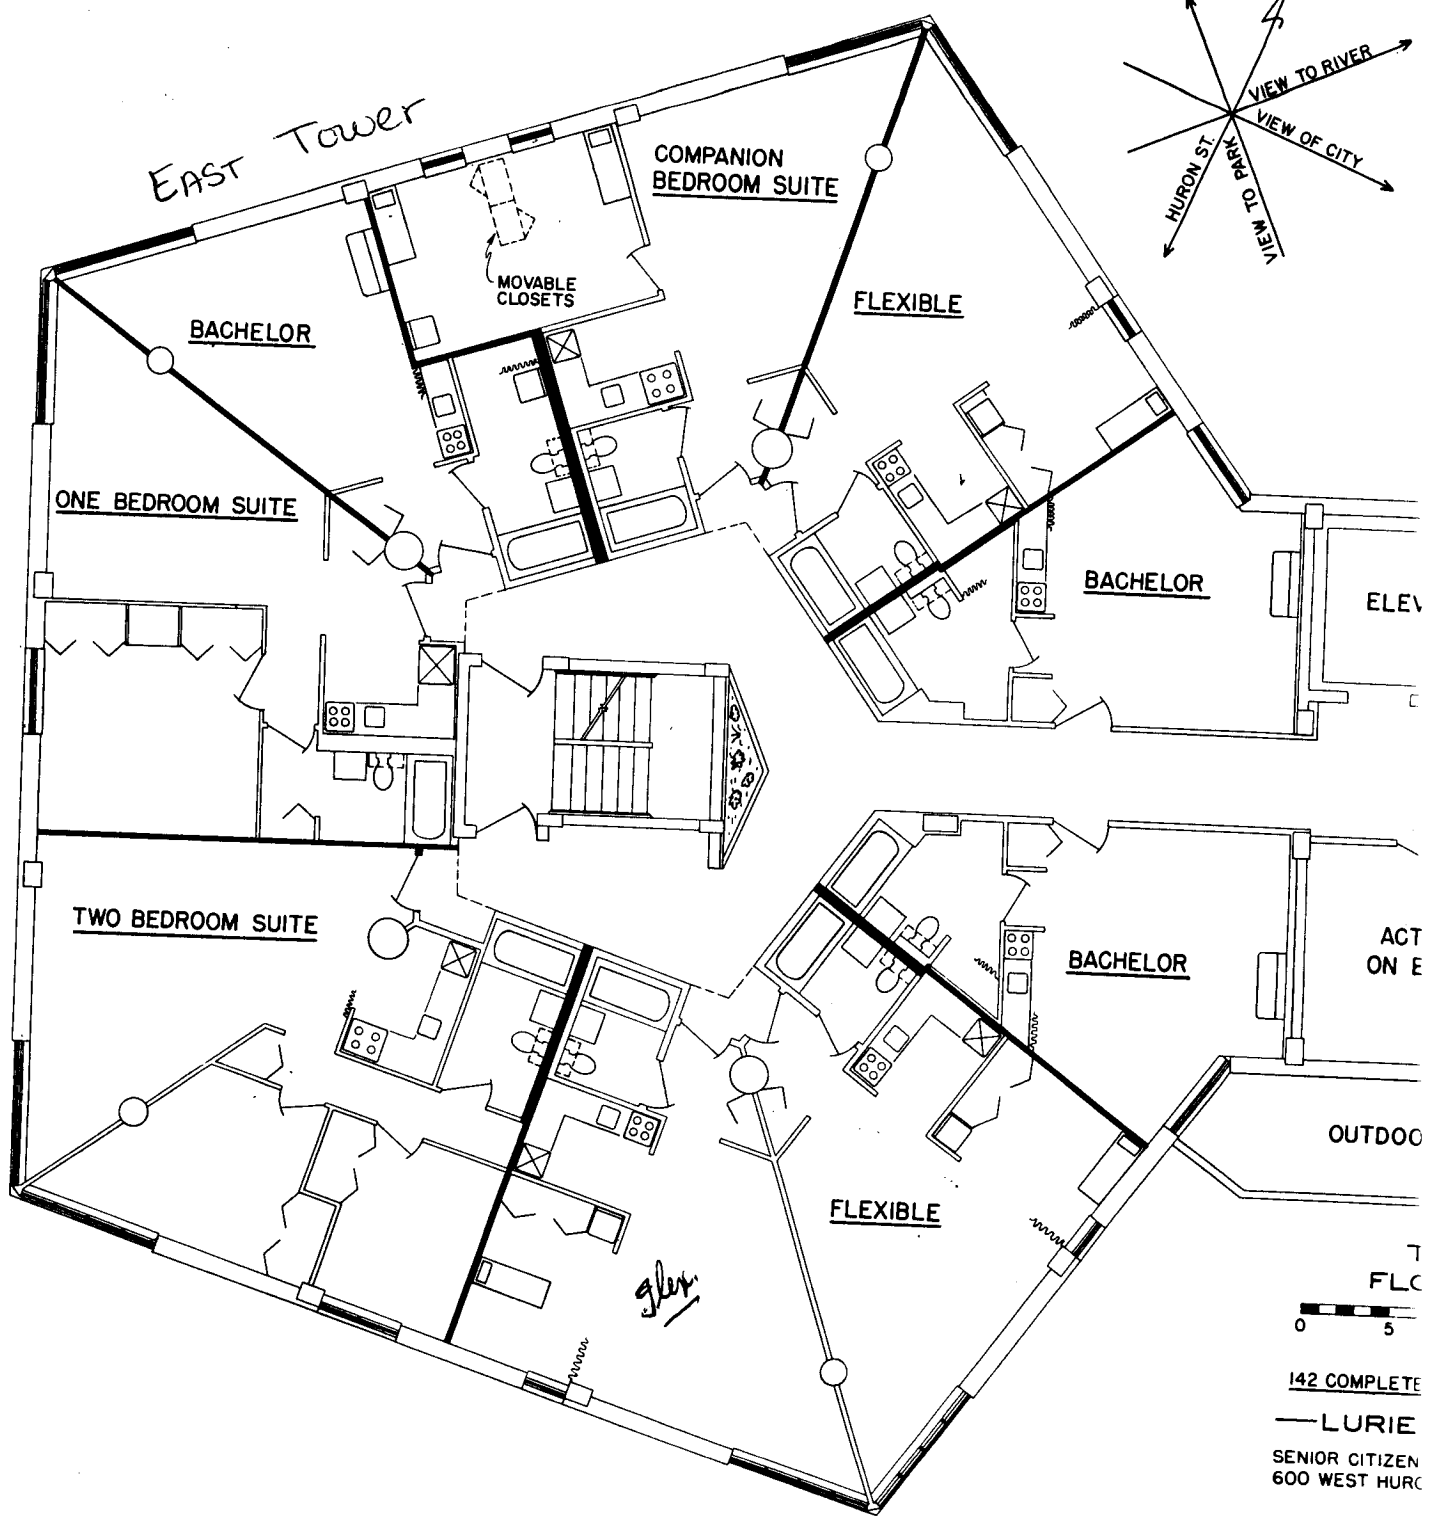 EAST Tower
VIEW TO RIVER
VIEW OF CITY
HURON ST.
VIEW TO PARK
COMPANION
BEDROOM SUITE
MOVABLE
CLOSETS
FLEXIBLE
BACHELOR
ONE BEDROOM SUITE
BACHELOR
ELEV
TWO BEDROOM SUITE
BACHELOR
ACT
ON E
OUTDOO
FLEXIBLE
flex.
T
FLO
0 5
142 COMPLETE
LURIE
SENIOR CITIZEN
600 WEST HURO